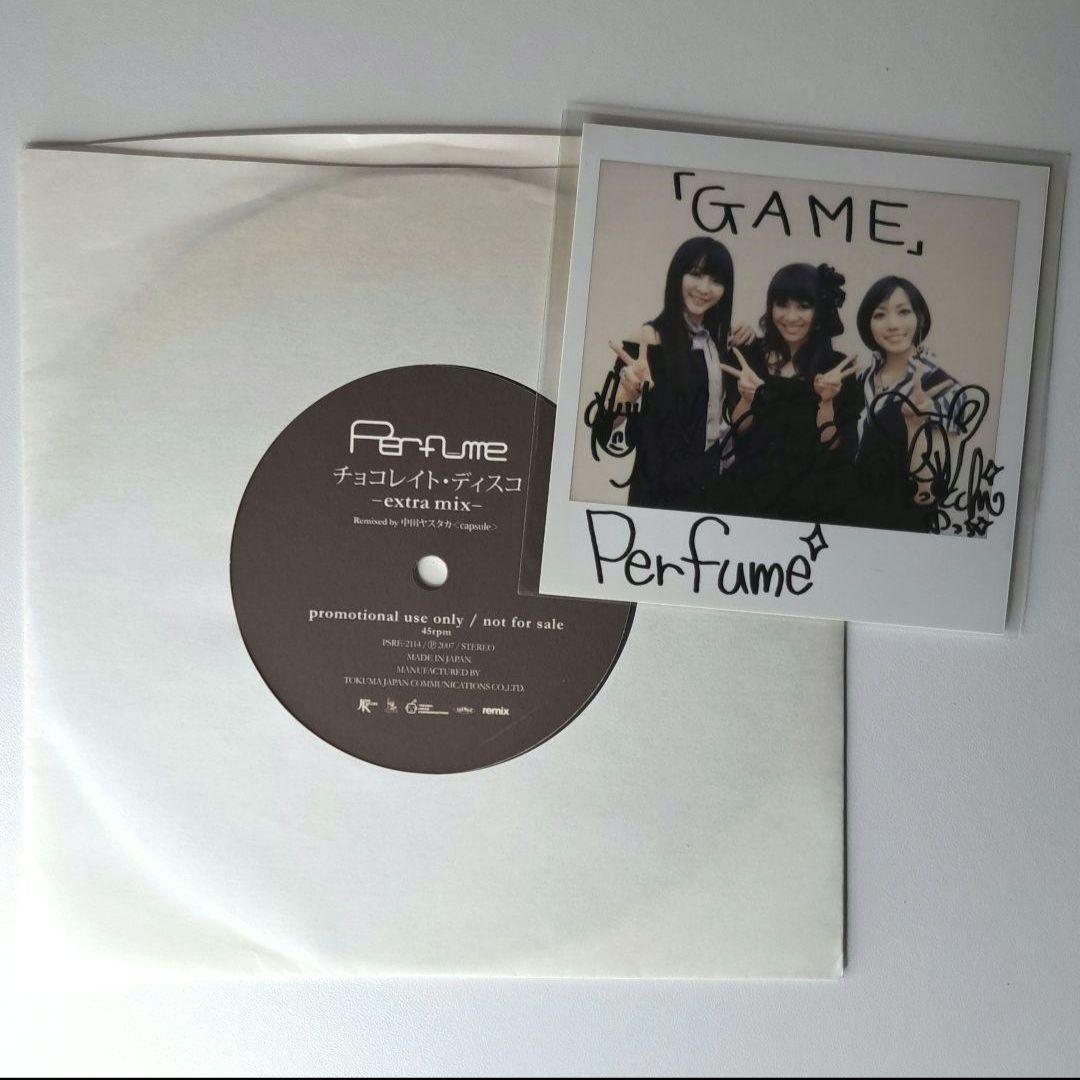 Perfume
チョコレイト・ディスコ
-extra mix-
Remixed by 中田ヤスタカ<capsule>
promotional use only / not for sale
45rpm
PSRE-2114 / Ⓟ 2007 / STEREO
MADE IN JAPAN
MANUFACTURED BY
TOKUMA JAPAN COMMUNICATIONS CO.,LTD.
remix
「GAME」
Perfume